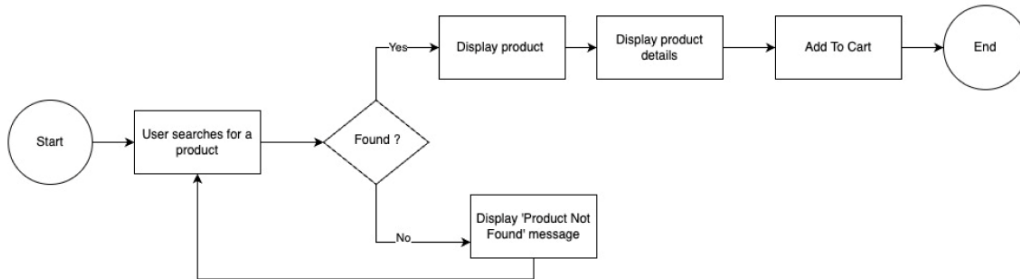 Start
User searches for a
product
Found ?
Yes
Display product
Display product
details
Add To Cart
End
No
Display 'Product Not
Found' message